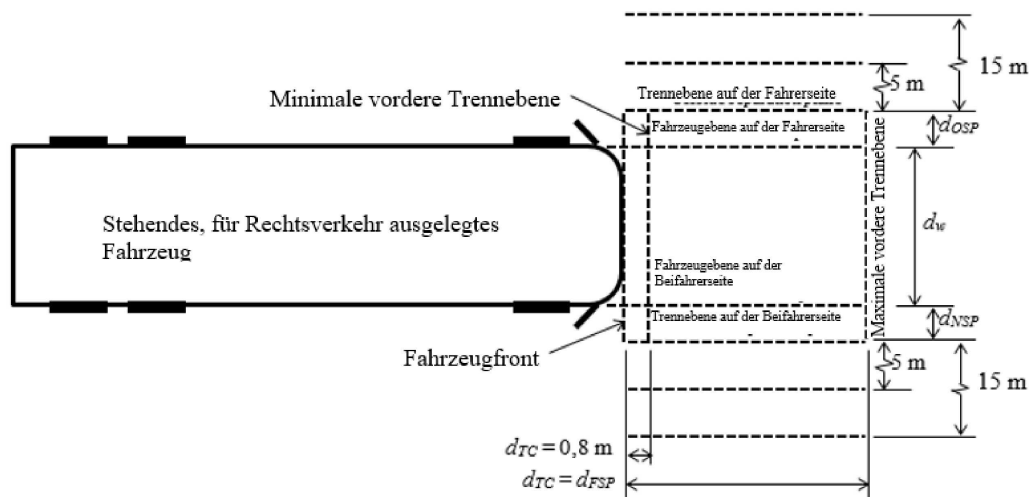 15 m
5 m
Trennebene auf der Fahrerseite
Minimale vordere Trennebene
Fahrzeugebene auf der Fahrerseite
dOSP
Maximale vordere Trennebene
Stehendes, für Rechtsverkehr ausgelegtes
Fahrzeug
dw
Fahrzeugebene auf der
Beifahrerseite
Trennebene auf der Beifahrerseite
dNSP
Fahrzeugfront
5 m
15 m
dTC = 0,8 m
dTC = dFSP